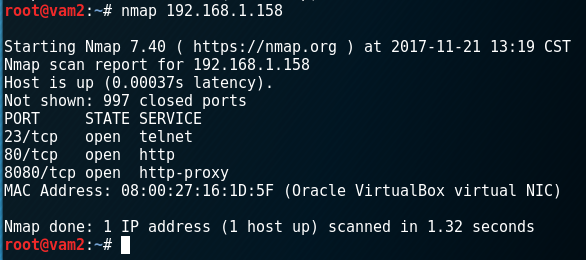 root@vam2:~# nmap 192.168.1.158
Starting Nmap 7.40 ( https://nmap.org ) at 2017-11-21 13:19 CST
Nmap scan report for 192.168.1.158
Host is up (0.00037s latency).
Not shown: 997 closed ports
PORT     STATE SERVICE
23/tcp   open  telnet
80/tcp   open  http
8080/tcp open  http-proxy
MAC Address: 08:00:27:16:1D:5F (Oracle VirtualBox virtual NIC)
Nmap done: 1 IP address (1 host up) scanned in 1.32 seconds
root@vam2:~#